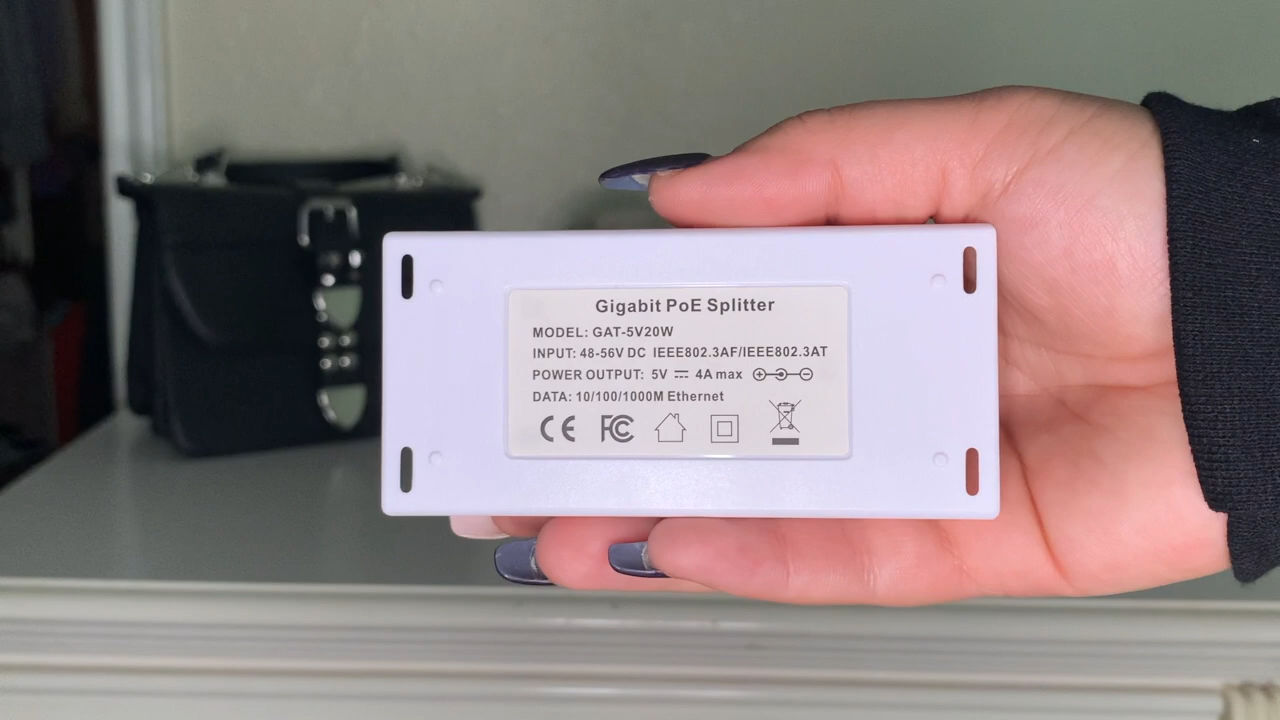 Gigabit PoE Splitter
MODEL: GAT-5V20W
INPUT: 48-56V DC IEEE802.3AF/IEEE802.3AT
POWER OUTPUT: 5V ⎓ 4A max
DATA: 10/100/1000M Ethernet
CE FC